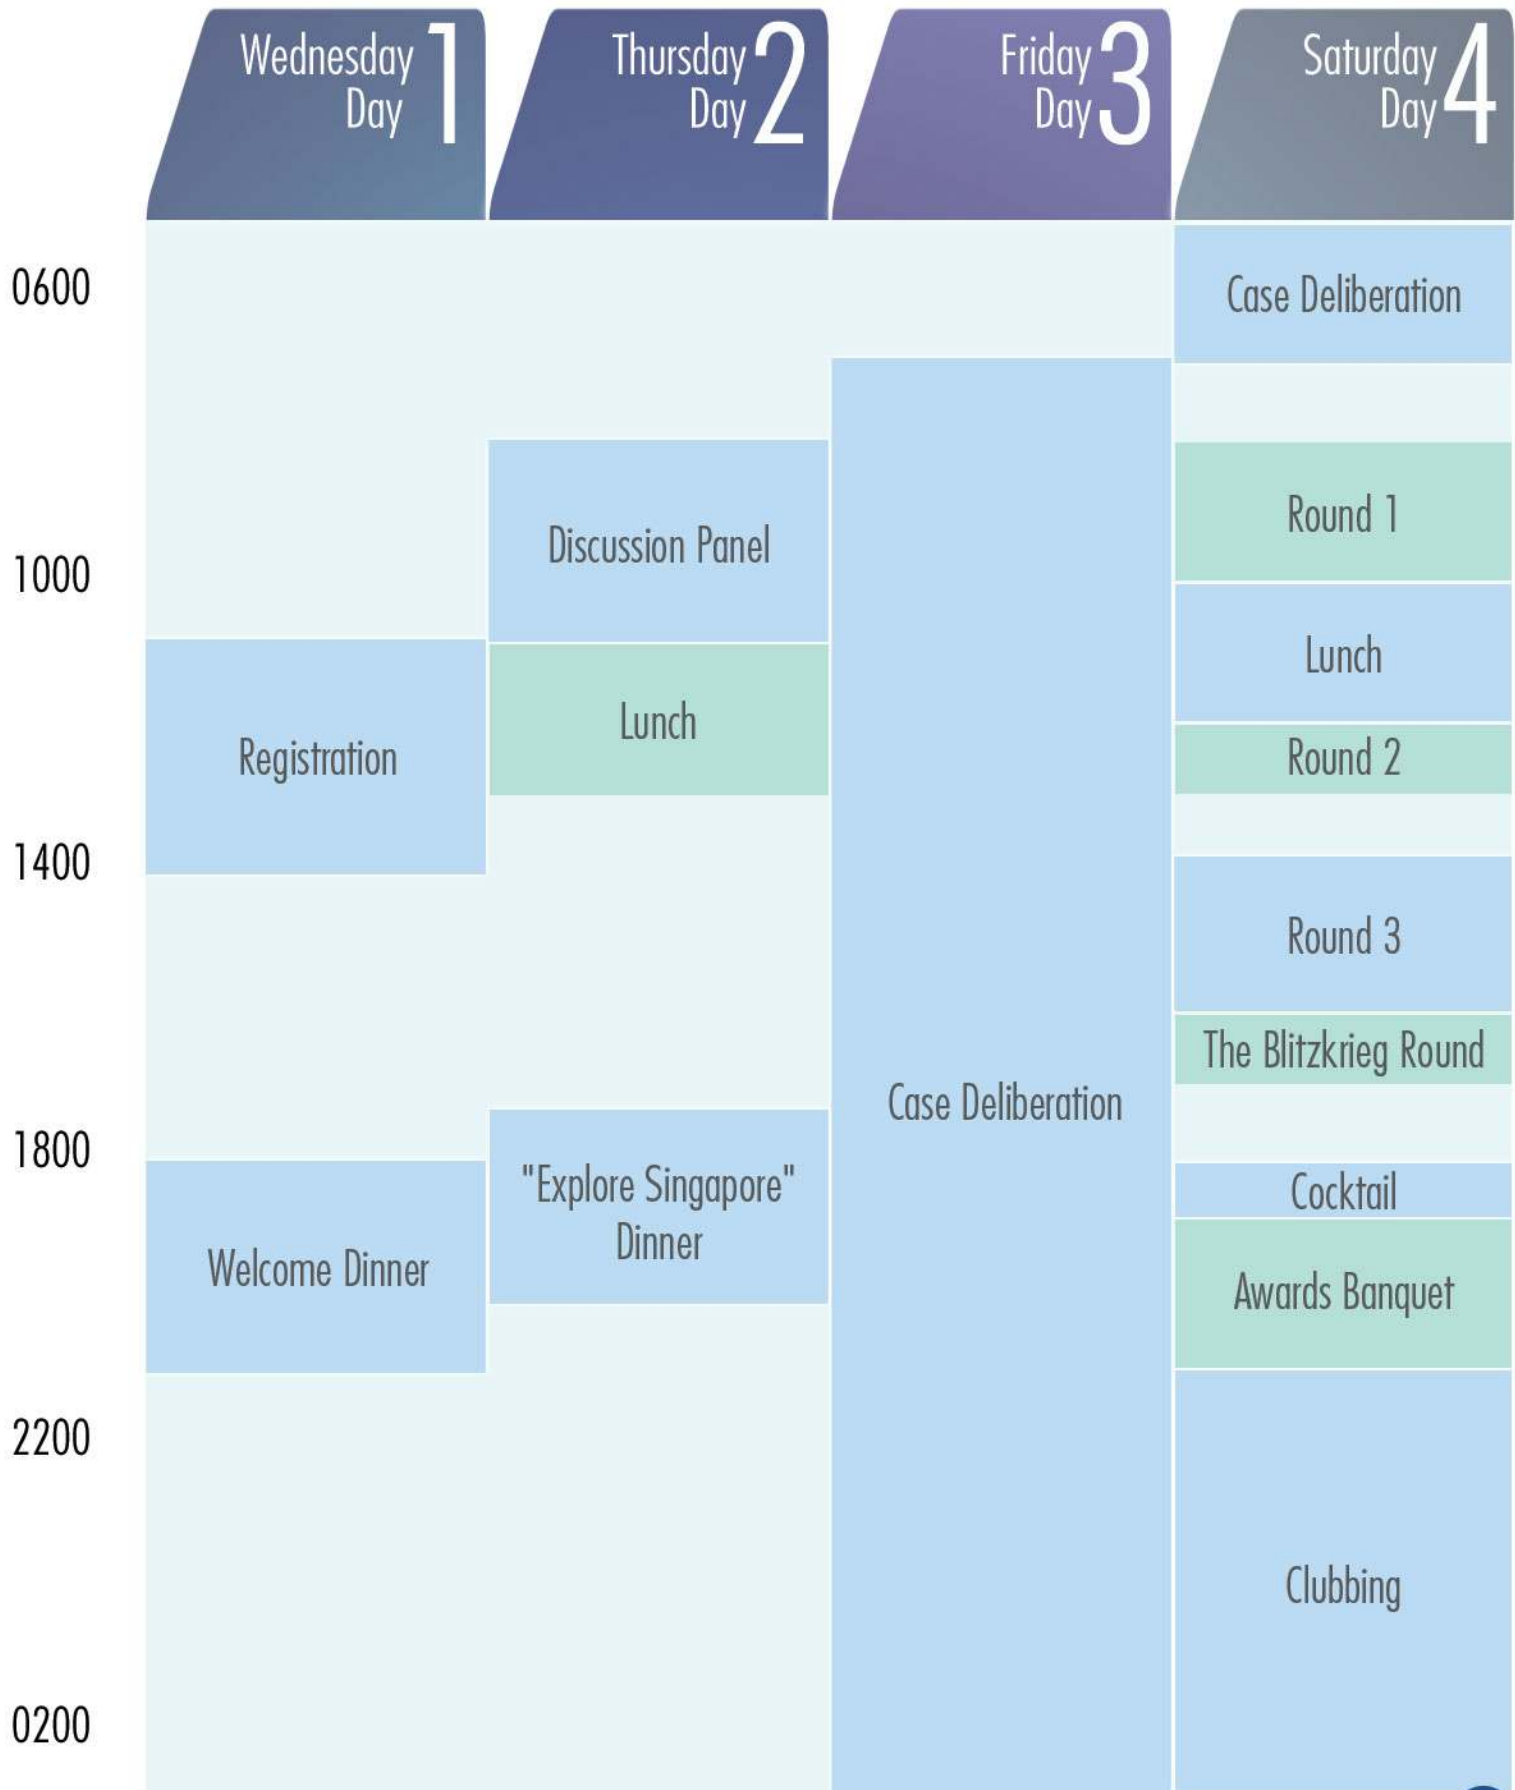 Wednesday
Day 1
Thursday
Day 2
Friday
Day 3
Saturday
Day 4
0600
1000
1400
1800
2200
0200
Registration
Welcome Dinner
Discussion Panel
Lunch
"Explore Singapore"
Dinner
Case Deliberation
Case Deliberation
Round 1
Lunch
Round 2
Round 3
The Blitzkrieg Round
Cocktail
Awards Banquet
Clubbing